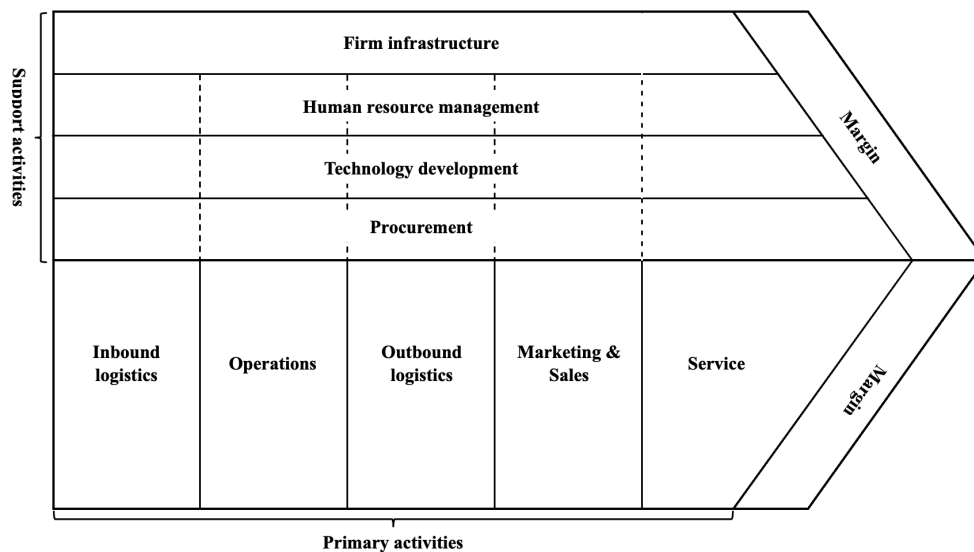 Support activities
Firm infrastructure
Human resource management
Technology development
Procurement
Margin
Inbound
logistics
Operations
Outbound
logistics
Marketing &
Sales
Service
Margin
Primary activities